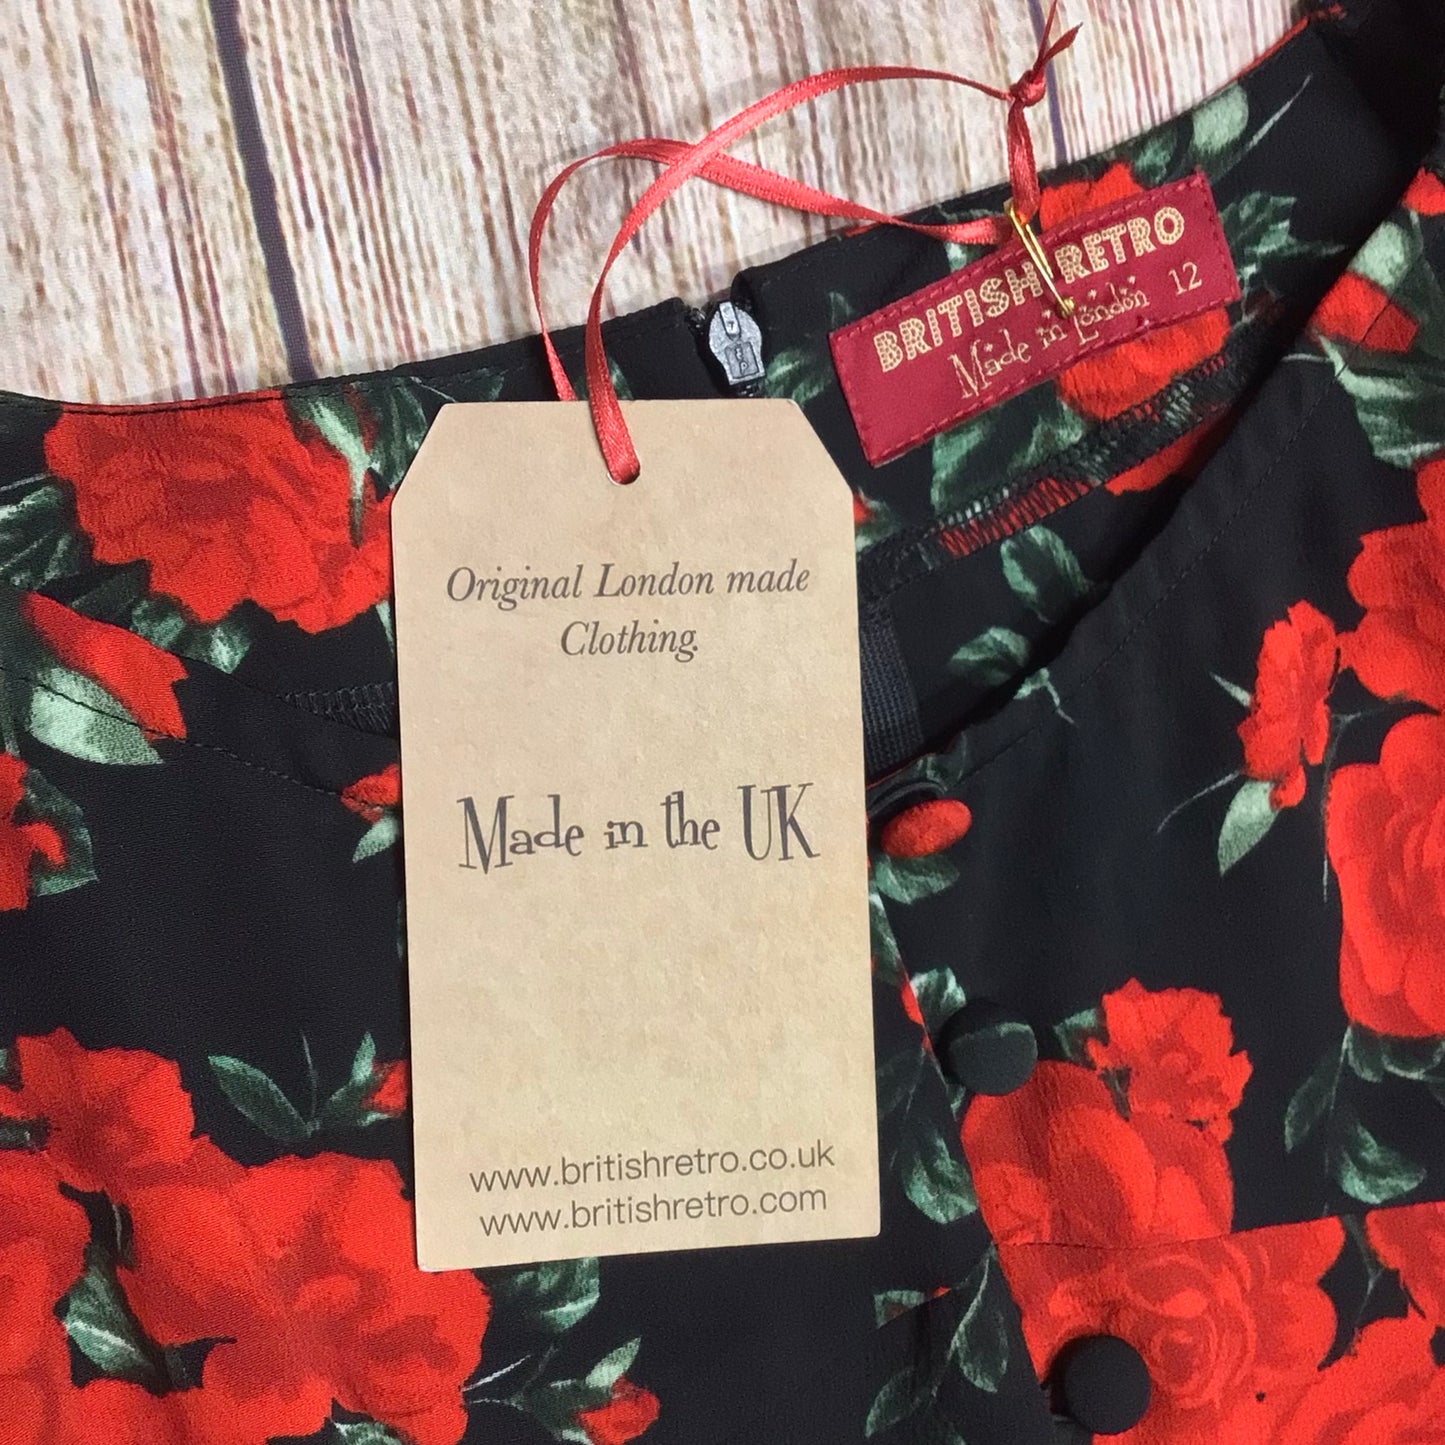 BRITISH RETRO
Made in London 12
Original London made
Clothing.
Made in the UK
www.britishretro.co.uk
www.britishretro.com